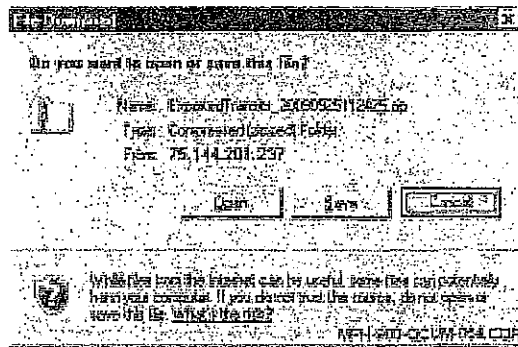 File Download
Do you want to open or save this file?
Name:
Type: Compressed (zipped) Folder
From: 75.144.201.237
Open Save Cancel
While files from the Internet can be useful, some files can potentially
harm your computer. If you do not trust the source, do not open or
save this file. What's the risk?